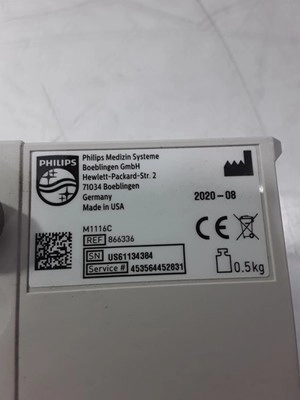 PHILIPS
Philips Medizin Systeme
Boeblingen GmbH
Hewlett-Packard-Str. 2
71034 Boeblingen
Germany
Made in USA
2020-08
M1116C
REF 866336
SN US61134384
Service # 453564452831
CE
0.5kg